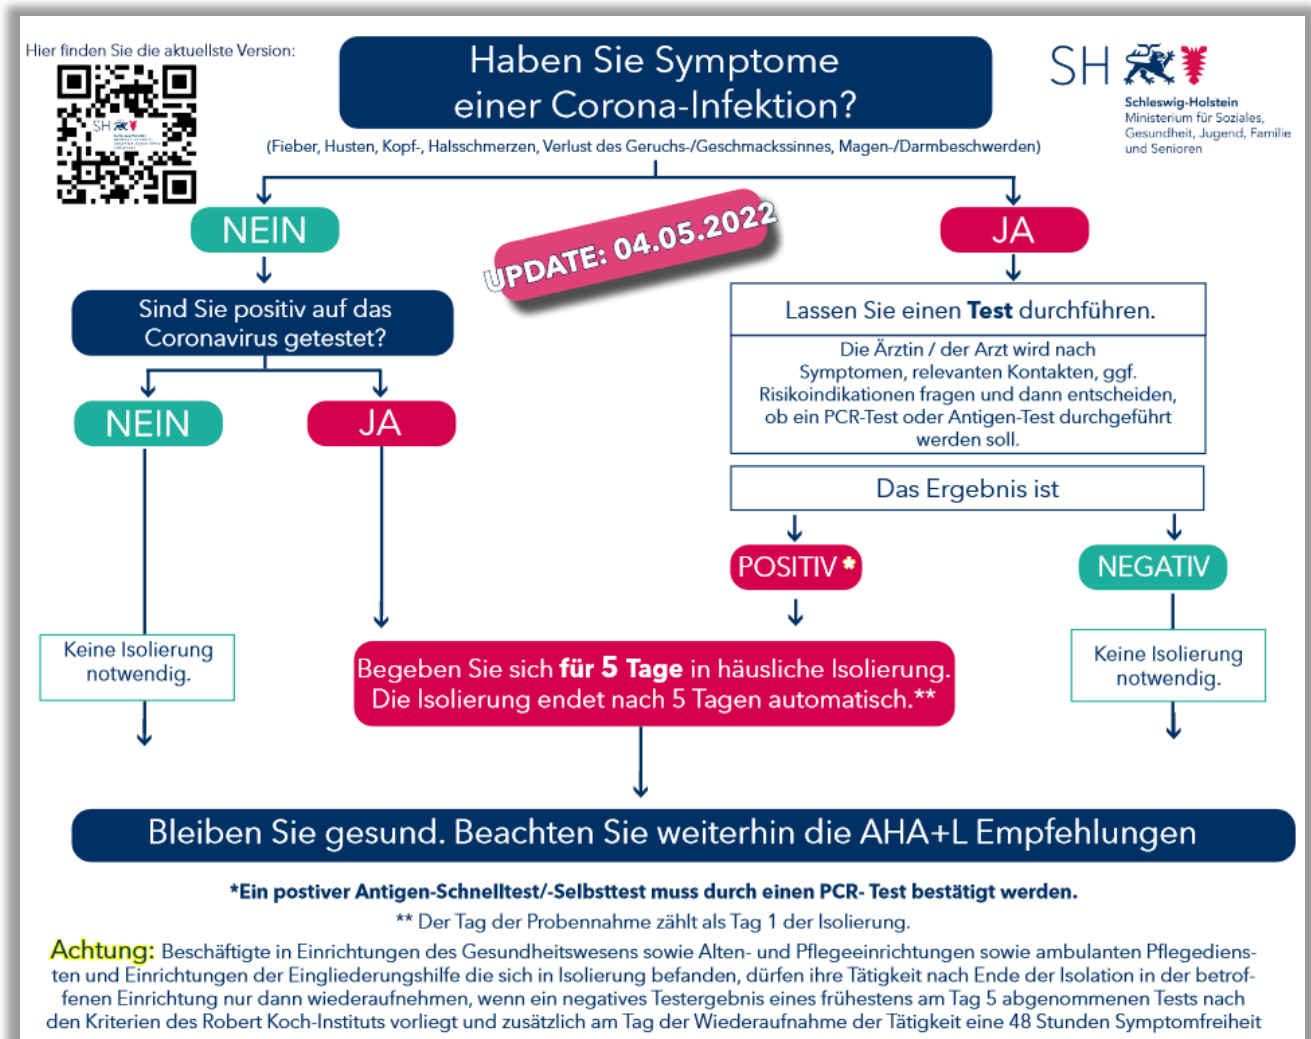 Hier finden Sie die aktuellste Version:
Haben Sie Symptome
einer Corona-Infektion?
(Fieber, Husten, Kopf-, Halsschmerzen, Verlust des Geruchs-/Geschmackssinnes, Magen-/Darmbeschwerden)
SH
Schleswig-Holstein
Ministerium für Soziales,
Gesundheit, Jugend, Familie
und Senioren
SH
NEIN
UPDATE: 04.05.2022
JA
Sind Sie positiv auf das
Coronavirus getestet?
NEIN
JA
Lassen Sie einen Test durchführen.
Die Ärztin / der Arzt wird nach
Symptomen, relevanten Kontakten, ggf.
Risikoindikationen fragen und dann entscheiden,
ob ein PCR-Test oder Antigen-Test durchgeführt
werden soll.
Das Ergebnis ist
POSITIV *
NEGATIV
Keine Isolierung
notwendig.
Begeben Sie sich für 5 Tage in häusliche Isolierung.
Die Isolierung endet nach 5 Tagen automatisch.**
Keine Isolierung
notwendig.
Bleiben Sie gesund. Beachten Sie weiterhin die AHA+L Empfehlungen
*Ein postiver Antigen-Schnelltest/-Selbsttest muss durch einen PCR- Test bestätigt werden.
** Der Tag der Probennahme zählt als Tag 1 der Isolierung.
Achtung: Beschäftigte in Einrichtungen des Gesundheitswesens sowie Alten- und Pflegeeinrichtungen sowie ambulanten Pflegediens-
ten und Einrichtungen der Eingliederungshilfe die sich in Isolierung befanden, dürfen ihre Tätigkeit nach Ende der Isolation in der betrof-
fenen Einrichtung nur dann wiederaufnehmen, wenn ein negatives Testergebnis eines frühestens am Tag 5 abgenommenen Tests nach
den Kriterien des Robert Koch-Instituts vorliegt und zusätzlich am Tag der Wiederaufnahme der Tätigkeit eine 48 Stunden Symptomfreiheit